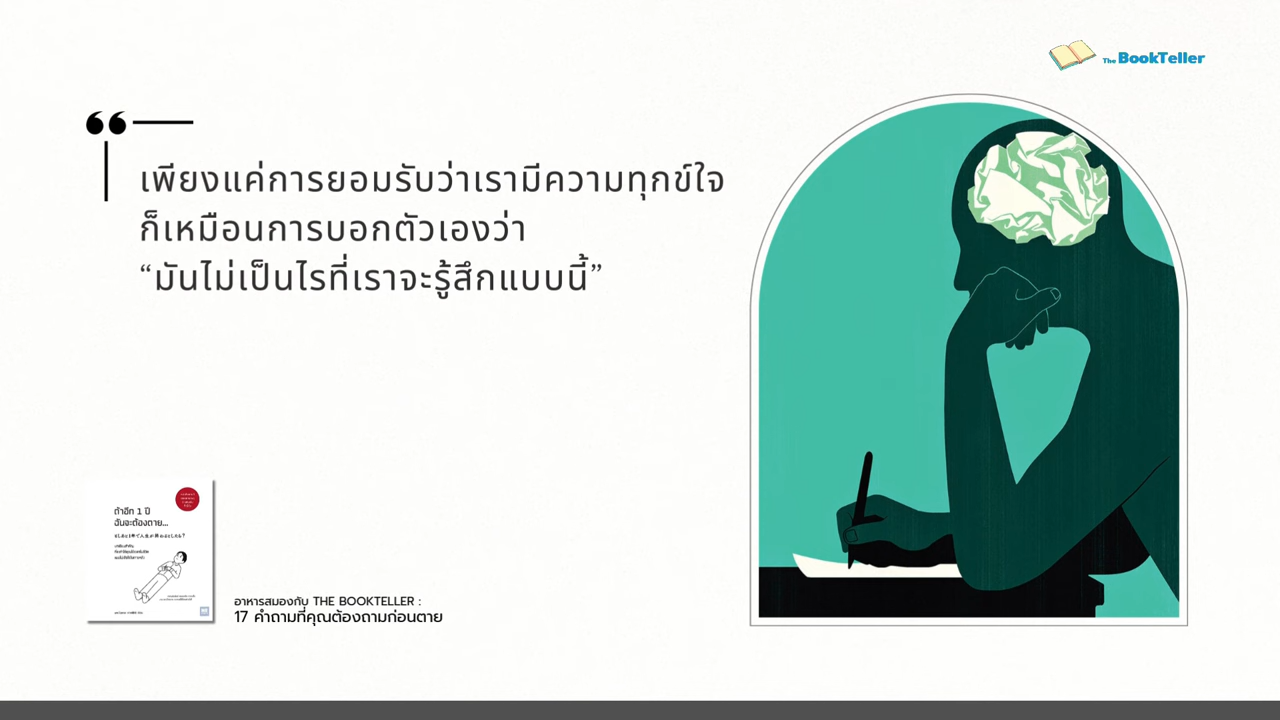 The BookTeller
เพียงแค่การยอมรับว่าเรามีความทุกข์ใจ
ก็เหมือนการบอกตัวเองว่า
“มันไม่เป็นไรที่เราจะรู้สึกแบบนี้”
ถ้าอีก 1 ปี
ฉันจะต้องตาย...
อาหารสมองกับ THE BOOKTELLER :
17 คำถามที่คุณต้องถามก่อนตาย